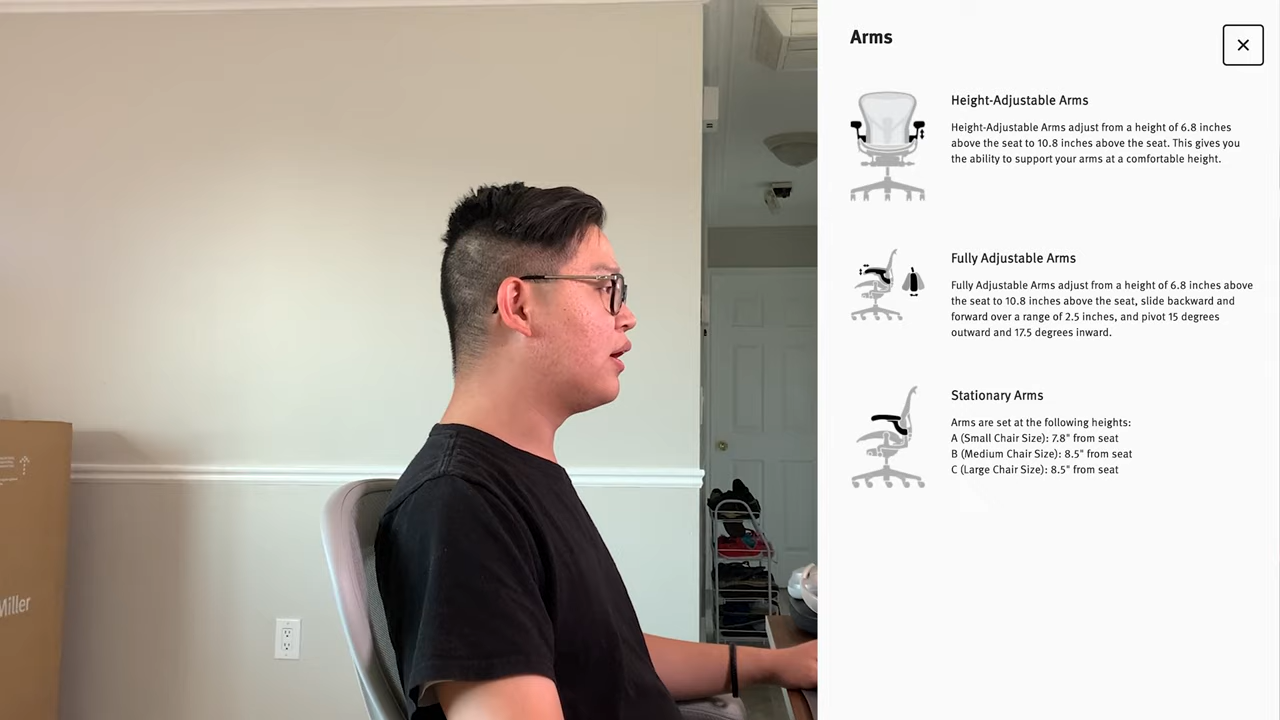 Arms
Height-Adjustable Arms
Height-Adjustable Arms adjust from a height of 6.8 inches
above the seat to 10.8 inches above the seat. This gives you
the ability to support your arms at a comfortable height.
Fully Adjustable Arms
Fully Adjustable Arms adjust from a height of 6.8 inches above
the seat to 10.8 inches above the seat, slide backward and
forward over a range of 2.5 inches, and pivot 15 degrees
outward and 17.5 degrees inward.
Stationary Arms
Arms are set at the following heights:
A (Small Chair Size): 7.8" from seat
B (Medium Chair Size): 8.5" from seat
C (Large Chair Size): 8.5" from seat
Miller